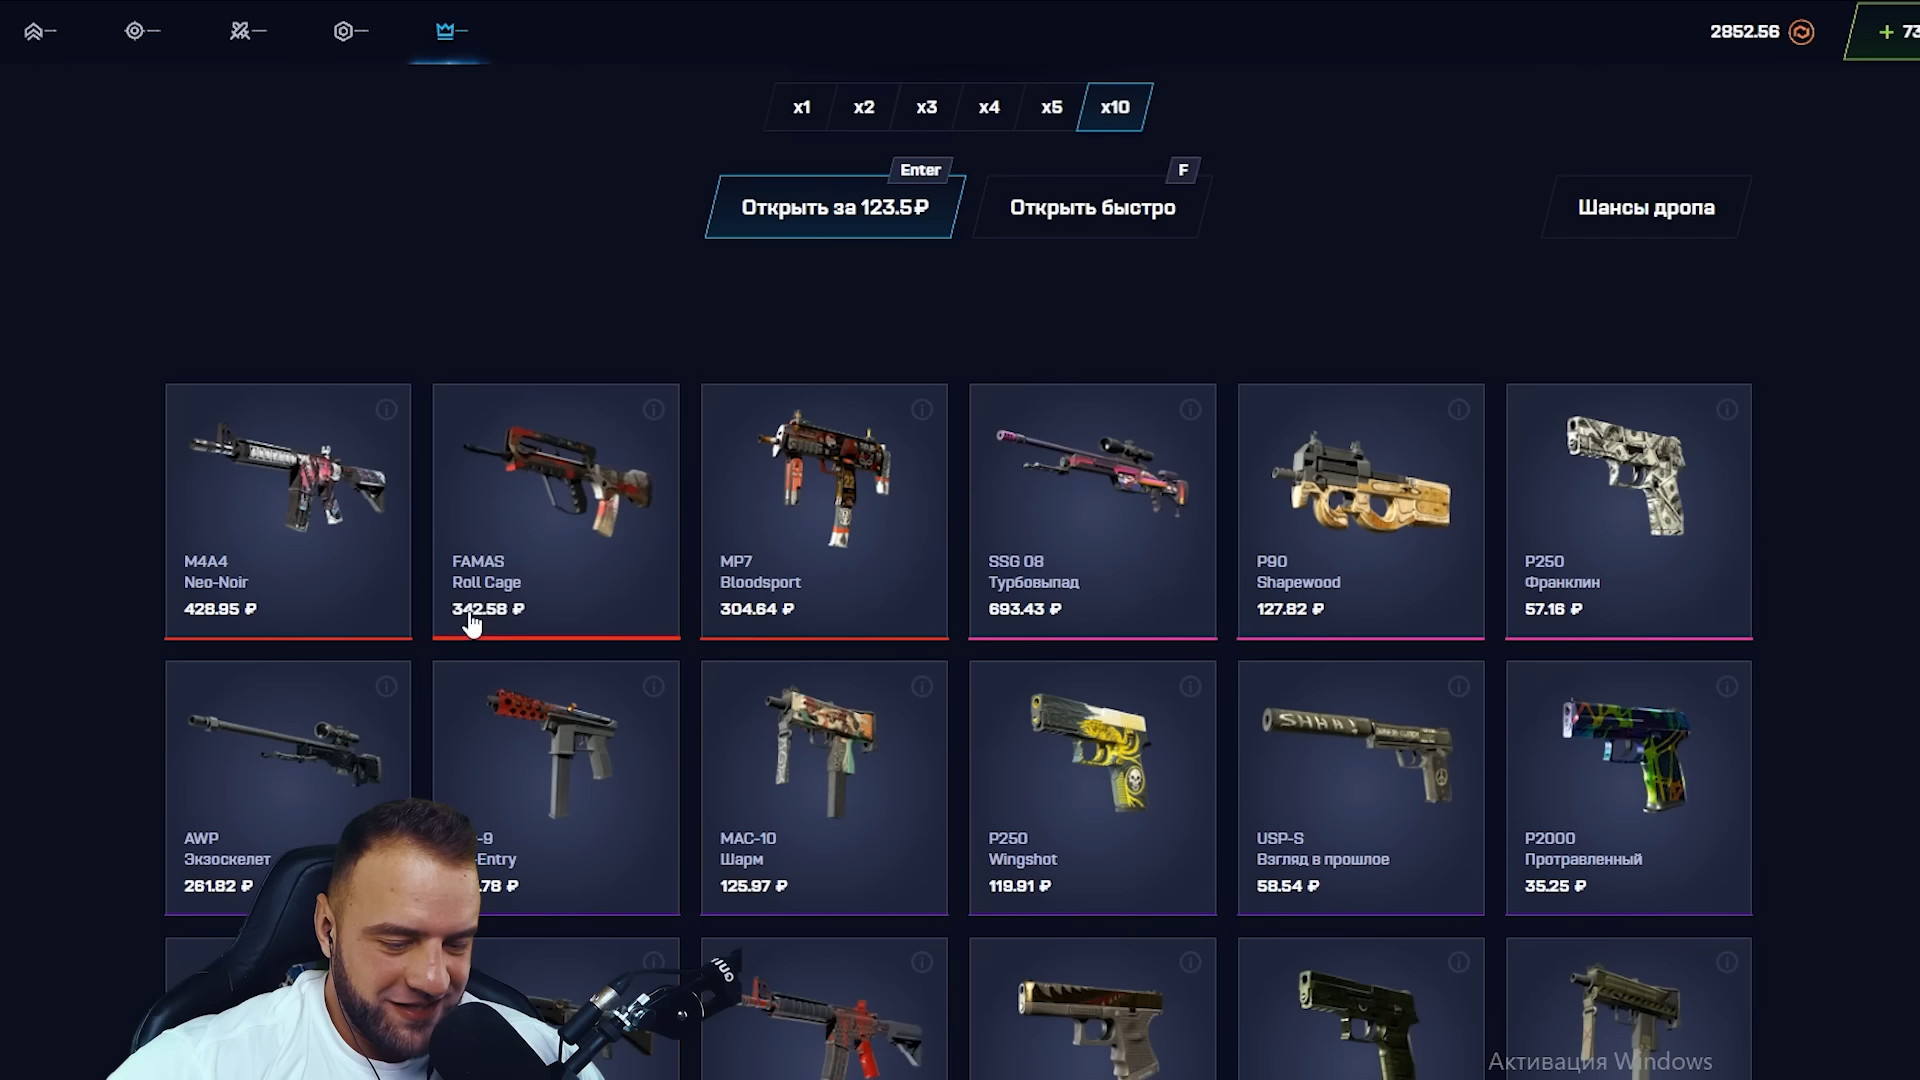 2852.56
+ 73
x1
x2
x3
x4
x5
x10
Enter
Открыть за 123.5 ₽
F
Открыть быстро
Шансы дропа
M4A4
Neo-Noir
428.95 ₽
FAMAS
Roll Cage
342.58 ₽
MP7
Bloodsport
304.64 ₽
SSG 08
Турбовыпад
693.43 ₽
P90
Shapewood
127.82 ₽
P250
Франклин
57.16 ₽
AWP
Экзоскелет
261.82 ₽
-9
-Entry
.78 ₽
MAC-10
Шарм
125.97 ₽
P250
Wingshot
119.91 ₽
USP-S
Взгляд в прошлое
58.54 ₽
P2000
Протравленный
35.25 ₽
SHHH!
Активация Windows